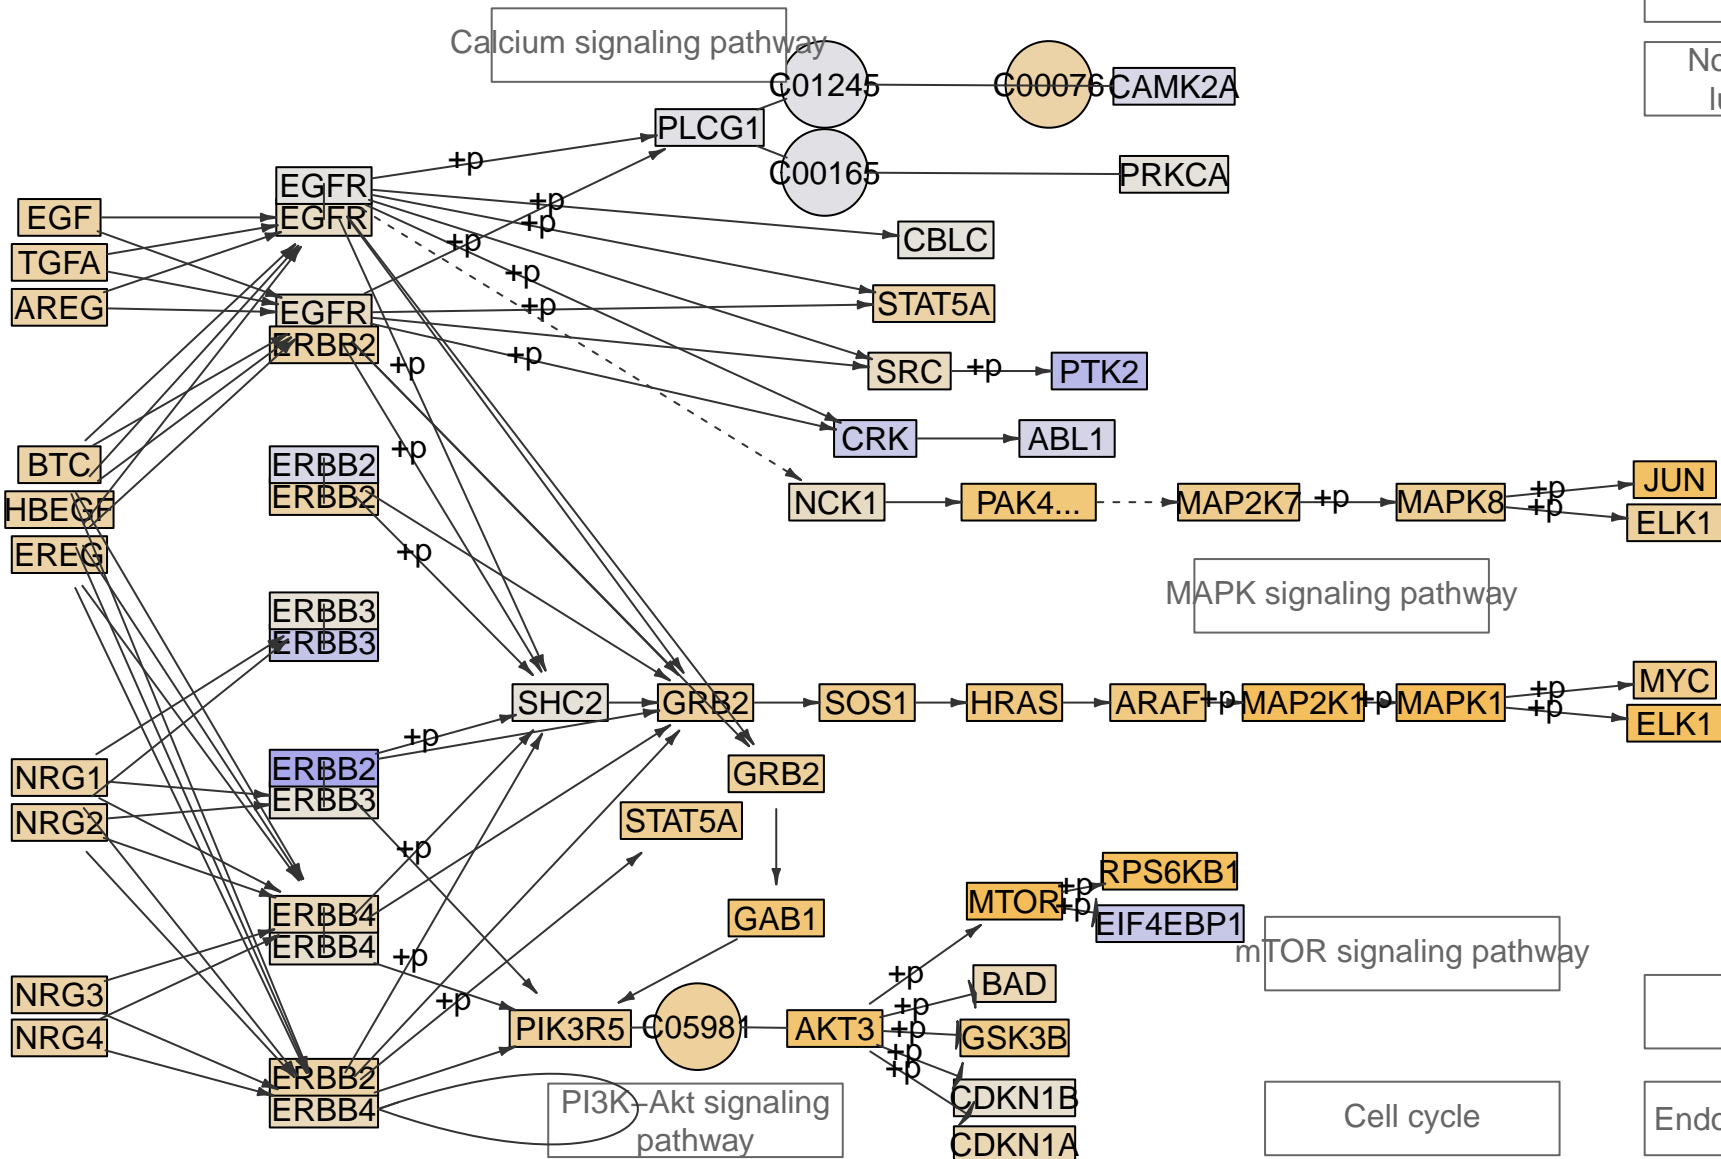 Calcium signaling pathway
C01245
C00076
CAMK2A
No
lu
PLCG1
+p
C00165
PRKCA
EGFR
EGFR
EGF
TGFA
AREG
+p
+p
+p
+p
+p
+p
+p
CBLC
STAT5A
EGFR
ERBB2
SRC
+p
PTK2
CRK
ABL1
+p
BTC
HBEGF
EREG
ERBB2
ERBB2
+p
NCK1
PAK4...
MAP2K7
+p
MAPK8
+p
+p
JUN
ELK1
MAPK signaling pathway
ERBB3
ERBB3
SHC2
GRB2
SOS1
HRAS
ARAF
+p
MAP2K1
+p
MAPK1
+p
+p
MYC
ELK1
+p
ERBB2
ERBB3
NRG1
NRG2
GRB2
STAT5A
+p
GAB1
MTOR
+p
+p
RPS6KB1
EIF4EBP1
mTOR signaling pathway
ERBB4
ERBB4
+p
+p
NRG3
NRG4
PIK3R5
C05981
AKT3
+p
+p
+p
+p
+p
BAD
GSK3B
CDKN1B
CDKN1A
ERBB2
ERBB4
PI3K-Akt signaling
pathway
Cell cycle
Endo